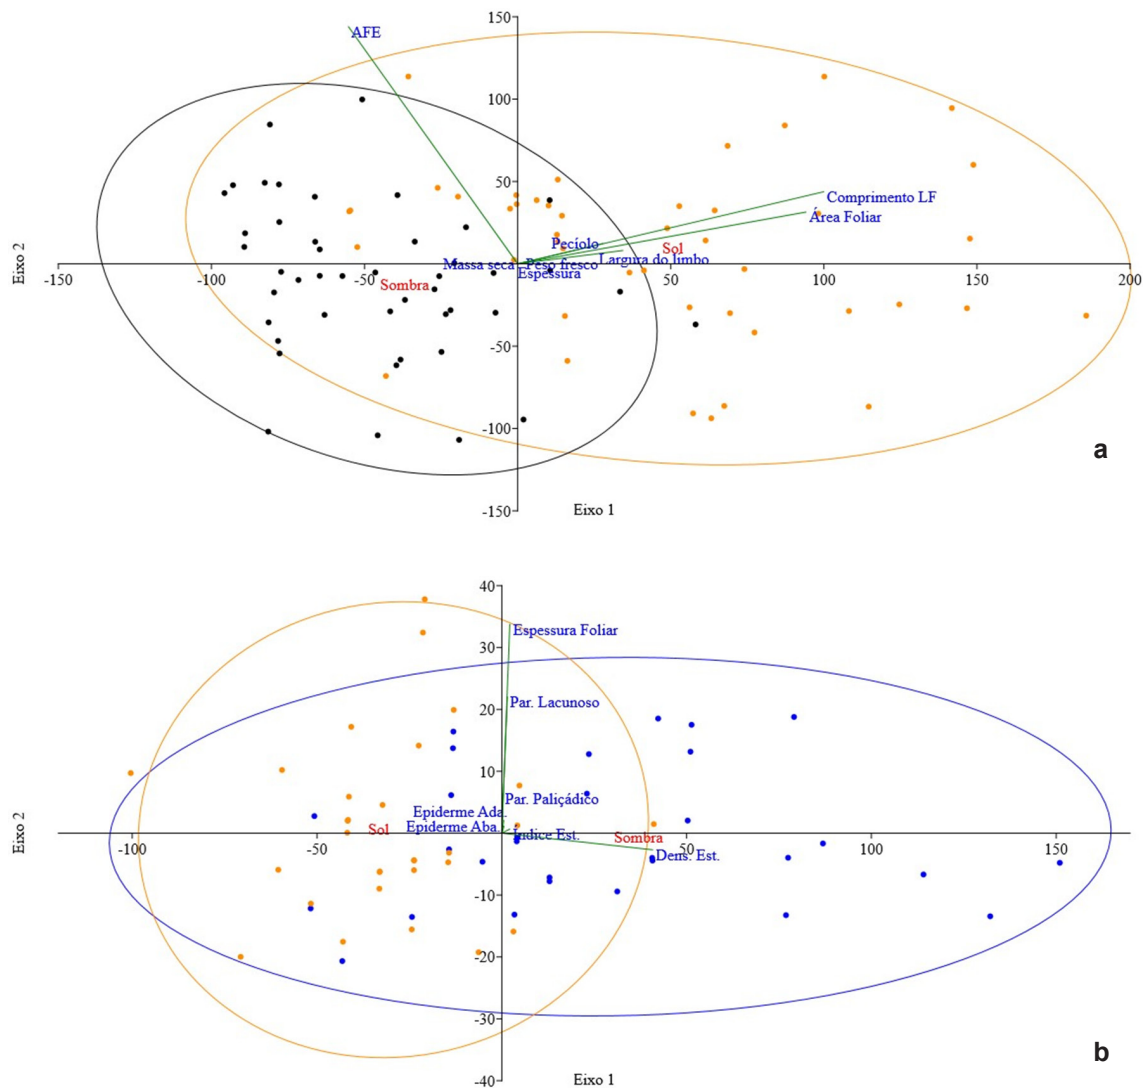 150
AFE
100
50
Comprimento LF
Área Foliar
Pecíolo
Sol
Largura do limbo
Massa seca
Peso fresco
Espessura
-150
-100
-50
50
100
150
200
Sombra
-50
-100
-150
Eixo 2
Eixo 1
a
40
Espessura Foliar
30
Par. Lacunoso
20
10
Par. Paliçádico
Epiderme Ada.
Epiderme Aba.
Índice Est.
Sol
Sombra
Dens. Est.
-100
-50
50
100
150
-10
-20
-30
-40
Eixo 2
Eixo 1
b